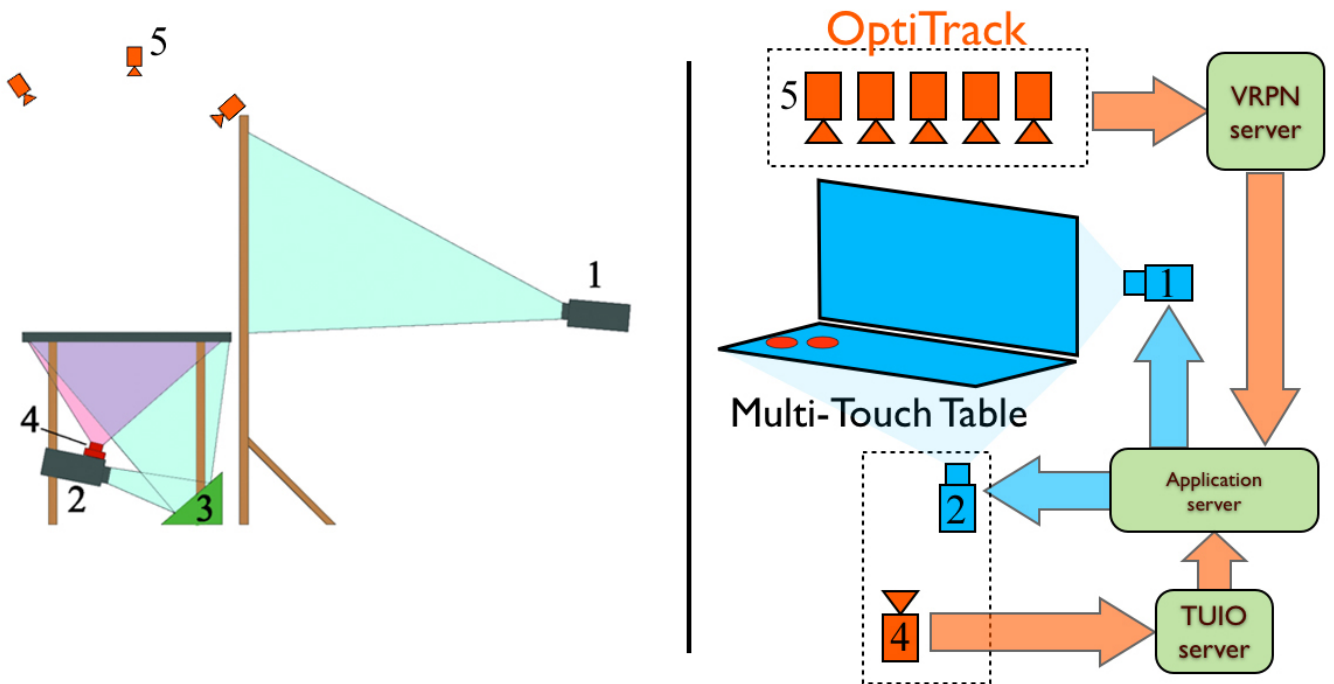 5
1
4
2
3
OptiTrack
5
VRPN
server
1
Multi-Touch Table
2
Application
server
4
TUIO
server